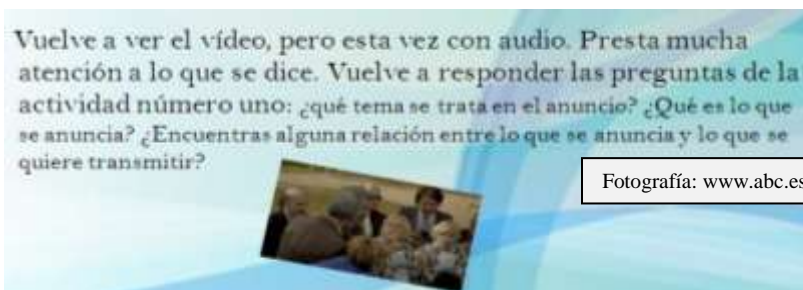 Vuelve a ver el vídeo, pero esta vez con audio. Presta mucha
atención a lo que se dice. Vuelve a responder las preguntas de la
actividad número uno: ¿qué tema se trata en el anuncio? ¿Qué es lo que
se anuncia? ¿Encuentras alguna relación entre lo que se anuncia y lo que se
quiere transmitir?
Fotografía: www.abc.es